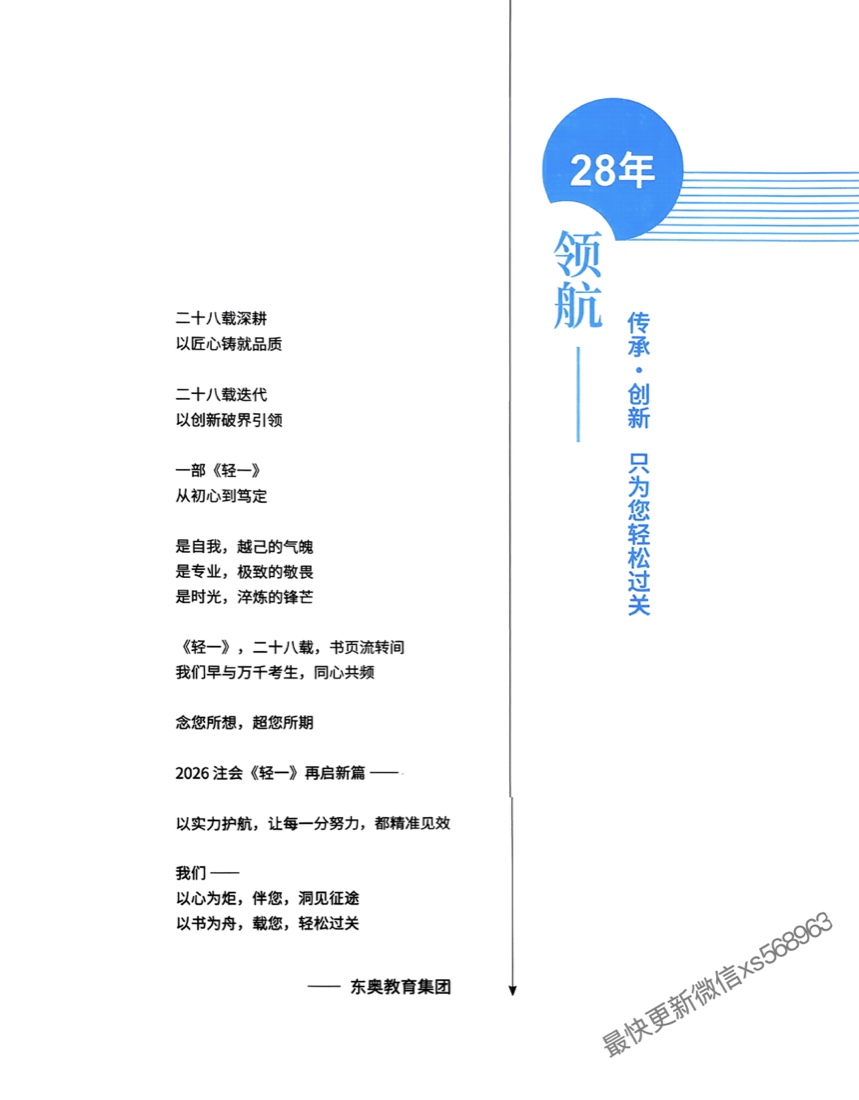 28年
领航
传承·创新 只为您轻松过关
二十八载深耕
以匠心铸就品质
二十八载迭代
以创新破界引领
一部《轻一》
从初心到笃定
是自我，越己的气魄
是专业，极致的敬畏
是时光，淬炼的锋芒
《轻一》，二十八载，书页流转间
我们早与万千考生，同心共频
念您所想，超您所期
2026 注会《轻一》再启新篇 ——
以实力护航，让每一分努力，都精准见效
我们 ——
以心为炬，伴您，洞见征途
以书为舟，载您，轻松过关
—— 东奥教育集团
最快更新微信xs568963